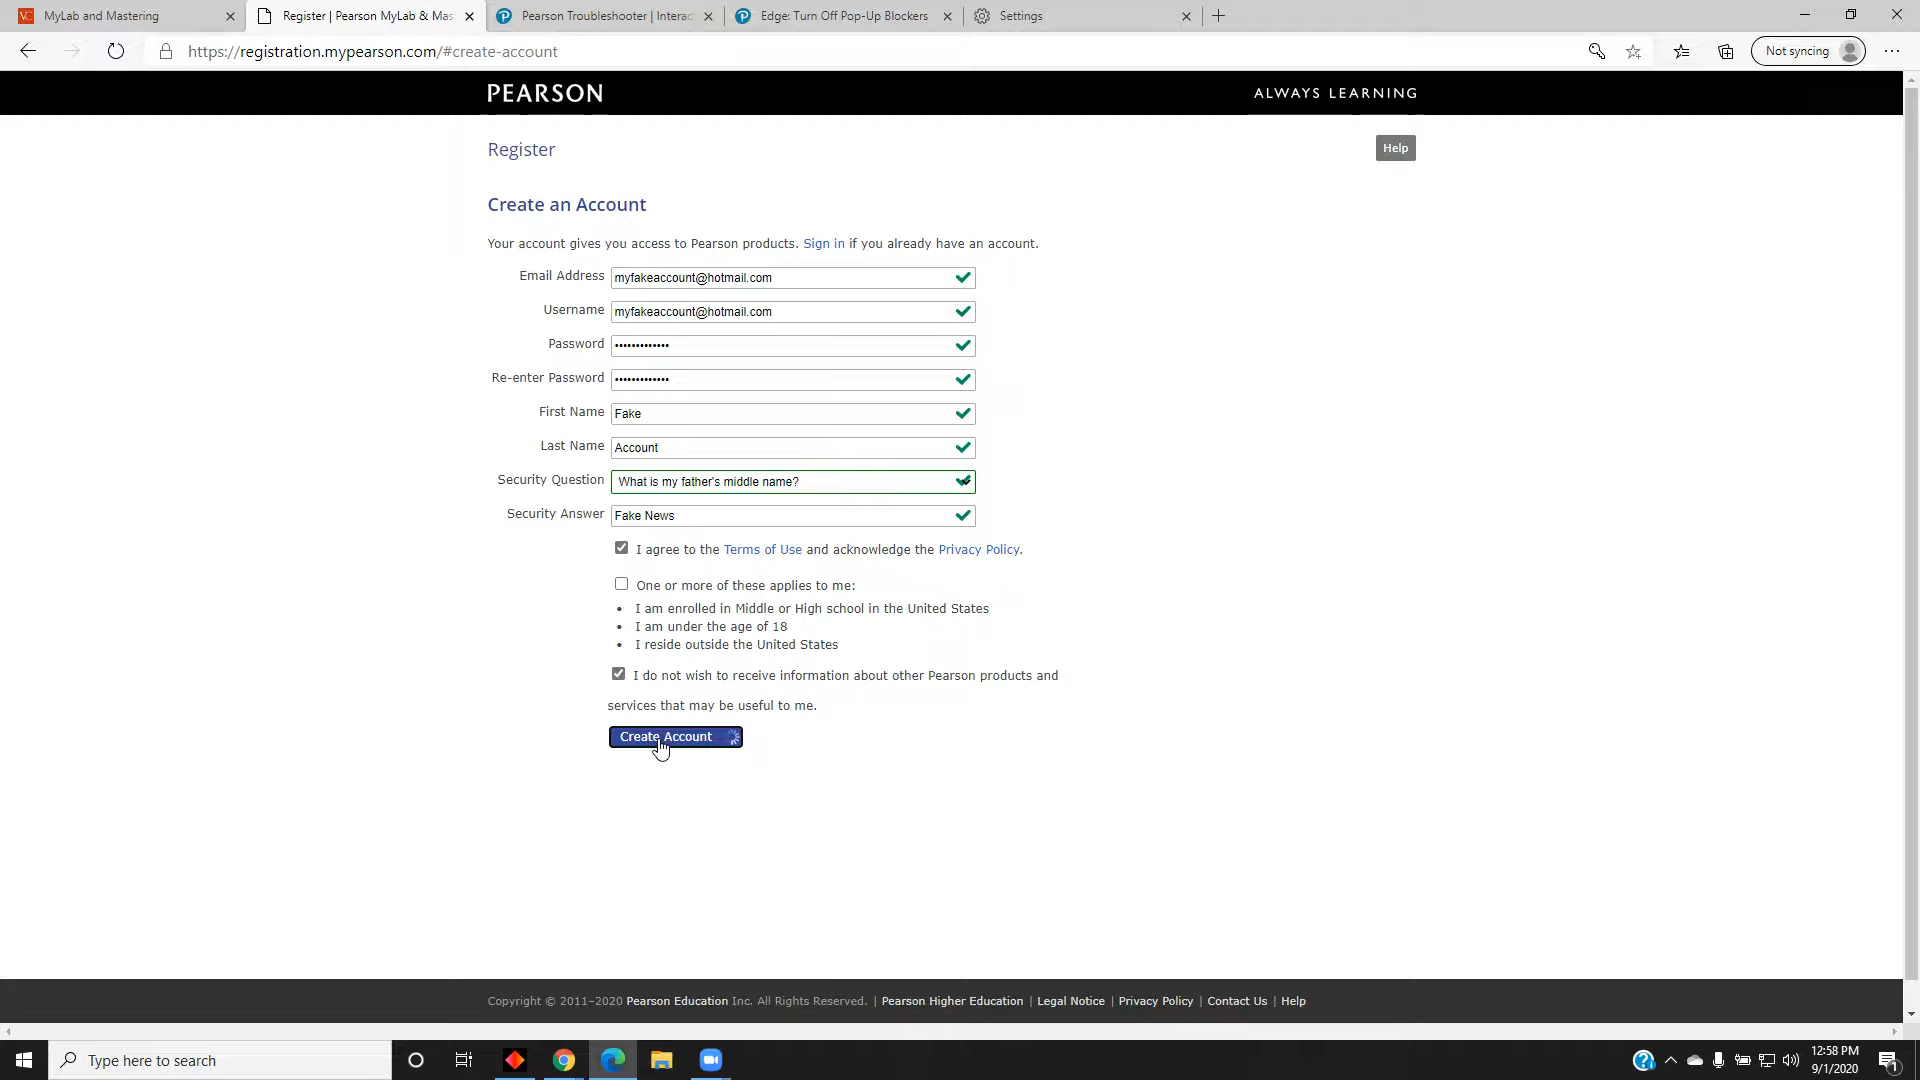 MyLab and Mastering
Register | Pearson MyLab & Mas
Pearson Troubleshooter | Interac
Edge: Turn Off Pop-Up Blockers
Settings
https://registration.mypearson.com/#create-account
Not syncing
PEARSON
ALWAYS LEARNING
Register
Help
Create an Account
Your account gives you access to Pearson products. Sign in if you already have an account.
Email Address myfakeaccount@hotmail.com
Username myfakeaccount@hotmail.com
Password •••••••••••••
Re-enter Password •••••••••••••
First Name Fake
Last Name Account
Security Question What is my father's middle name?
Security Answer Fake News
I agree to the Terms of Use and acknowledge the Privacy Policy.
One or more of these applies to me:
• I am enrolled in Middle or High school in the United States
• I am under the age of 18
• I reside outside the United States
I do not wish to receive information about other Pearson products and
services that may be useful to me.
Create Account
Copyright © 2011-2020 Pearson Education Inc. All Rights Reserved. | Pearson Higher Education | Legal Notice | Privacy Policy | Contact Us | Help
Type here to search
12:58 PM
9/1/2020
1